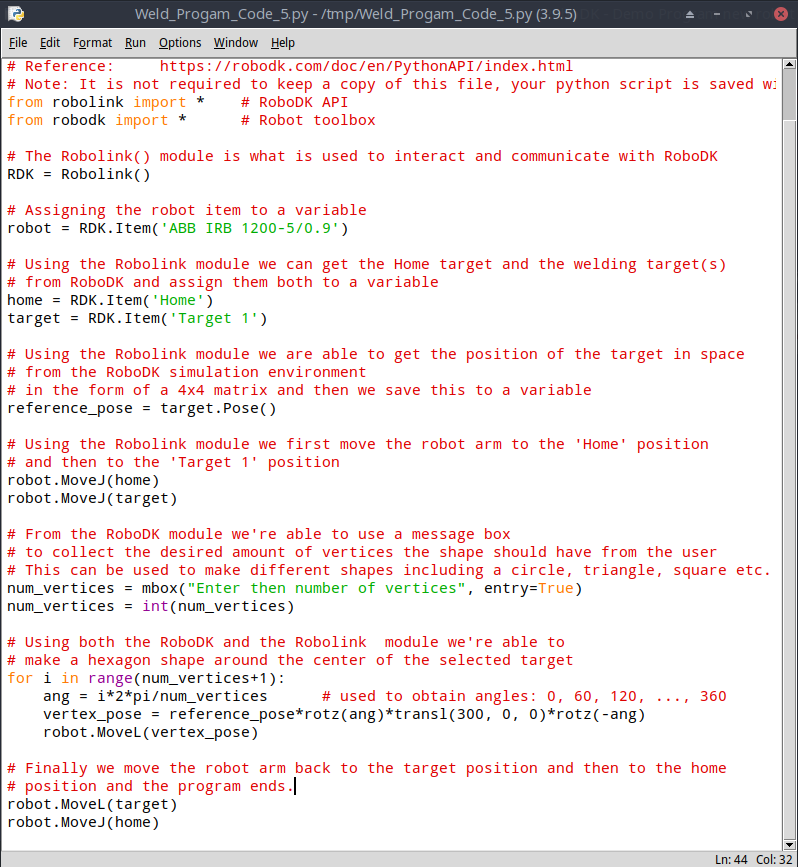 Weld_Progam_Code_5.py - /tmp/Weld_Progam_Code_5.py (3.9.5)
File Edit Format Run Options Window Help
# Reference:     https://robodk.com/doc/en/PythonAPI/index.html
# Note: It is not required to keep a copy of this file, your python script is saved wi
from robolink import *    # RoboDK API
from robodk import *      # Robot toolbox
# The Robolink() module is what is used to interact and communicate with RoboDK
RDK = Robolink()
# Assigning the robot item to a variable
robot = RDK.Item('ABB IRB 1200-5/0.9')
# Using the Robolink module we can get the Home target and the welding target(s)
# from RoboDK and assign them both to a variable
home = RDK.Item('Home')
target = RDK.Item('Target 1')
# Using the Robolink module we are able to get the position of the target in space
# from the RoboDK simulation environment
# in the form of a 4x4 matrix and then we save this to a variable
reference_pose = target.Pose()
# Using the Robolink module we first move the robot arm to the 'Home' position
# and then to the 'Target 1' position
robot.MoveJ(home)
robot.MoveJ(target)
# From the RoboDK module we're able to use a message box
# to collect the desired amount of vertices the shape should have from the user
# This can be used to make different shapes including a circle, triangle, square etc.
num_vertices = mbox("Enter then number of vertices", entry=True)
num_vertices = int(num_vertices)
# Using both the RoboDK and the Robolink  module we're able to
# make a hexagon shape around the center of the selected target
for i in range(num_vertices+1):
    ang = i*2*pi/num_vertices      # used to obtain angles: 0, 60, 120, ..., 360
    vertex_pose = reference_pose*rotz(ang)*transl(300, 0, 0)*rotz(-ang)
    robot.MoveL(vertex_pose)
# Finally we move the robot arm back to the target position and then to the home
# position and the program ends.
robot.MoveL(target)
robot.MoveJ(home)
Ln: 44 Col: 32